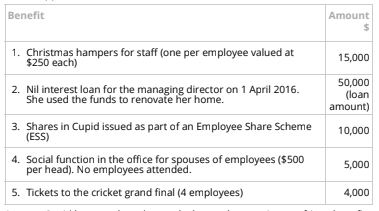 Benefit Amount
$
1. Christmas hampers for staff (one per employee valued at
$250 each) 15,000
2. Nil interest loan for the managing director on 1 April 2016.
She used the funds to renovate her home. 50,000
(loan
amount)
3. Shares in Cupid issued as part of an Employee Share Scheme
(ESS) 10,000
4. Social function in the office for spouses of employees ($500
per head). No employees attended. 5,000
5. Tickets to the cricket grand final (4 employees) 4,000